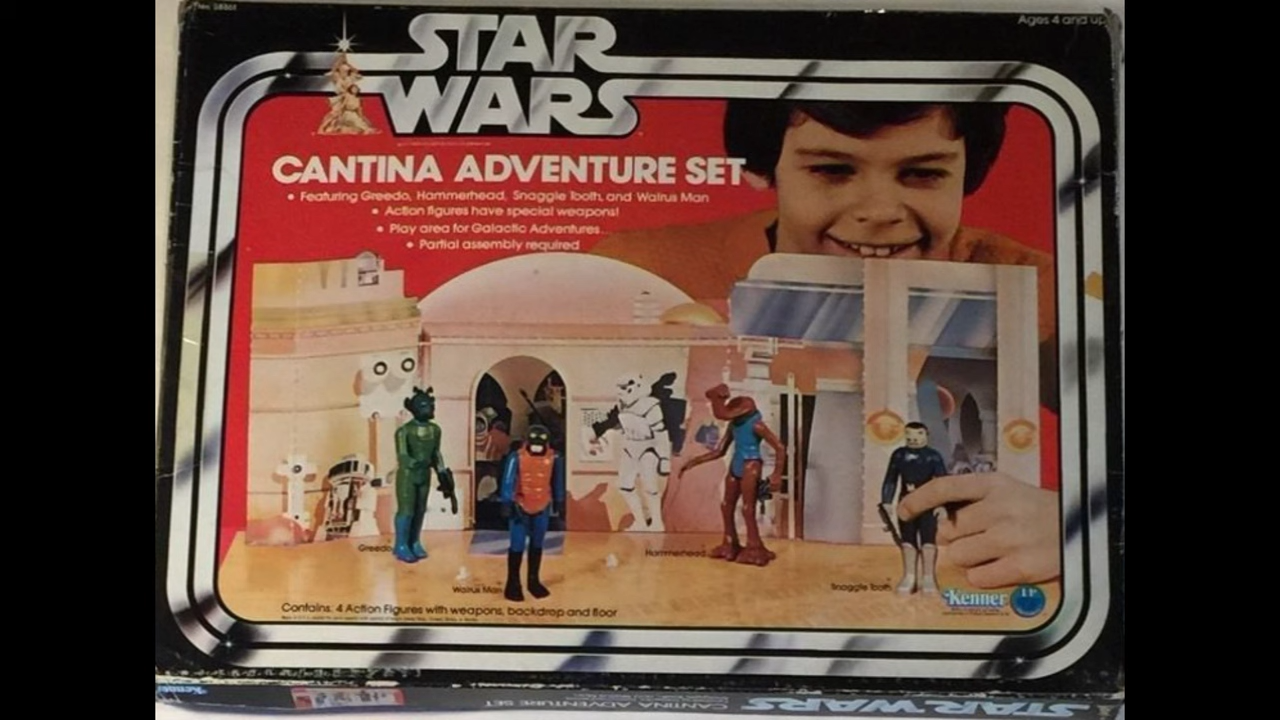 Ages 4 and up
STAR
WARS
CANTINA ADVENTURE SET
• Featuring Greedo, Hammerhead, Snaggle Tooth, and Walrus Man
• Action figures have special weapons!
• Play area for Galactic Adventures...
• Partial assembly required
Greedo
Hammerhead
Walrus Man
Snaggle Tooth
Kenner
Contains: 4 Action Figures with weapons, backdrop and floor
Kenner
CANTINA ADVENTURE SET
STAR WARS